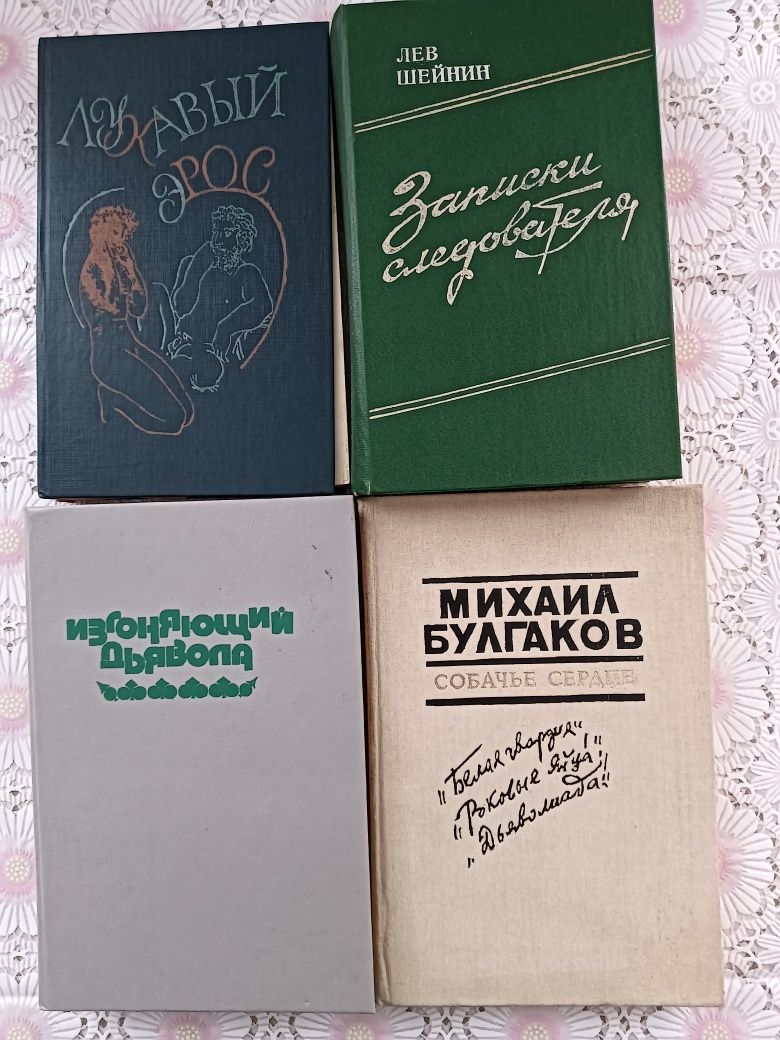 ЛУКАВЫЙ
ЭРОС
ЛЕВ
ШЕЙНИН
Записки
следователя
ИЗГОНЯЮЩИЙ
ДЬЯВОЛА
МИХАИЛ
БУЛГАКОВ
СОБАЧЬЕ СЕРДЦЕ
„Белая гвардия“
„Роковые яйца“
„Дьяволиада“